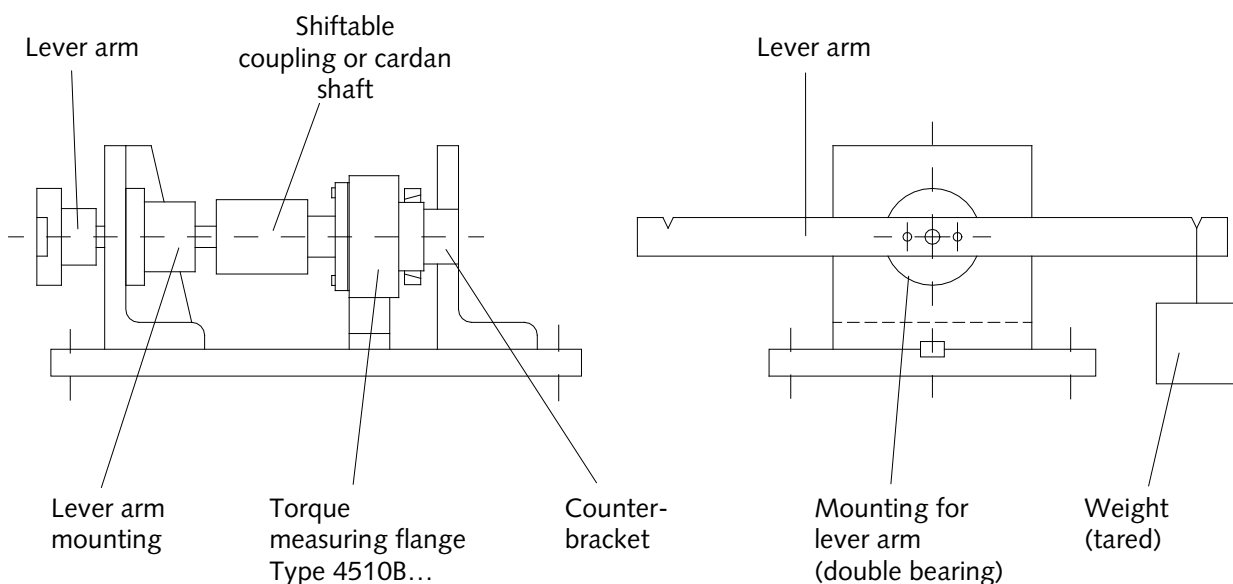 Lever arm
Shiftable
coupling or cardan
shaft
Lever arm
Lever arm
mounting
Torque
measuring flange
Type 4510B…
Counter-
bracket
Mounting for
lever arm
(double bearing)
Weight
(tared)